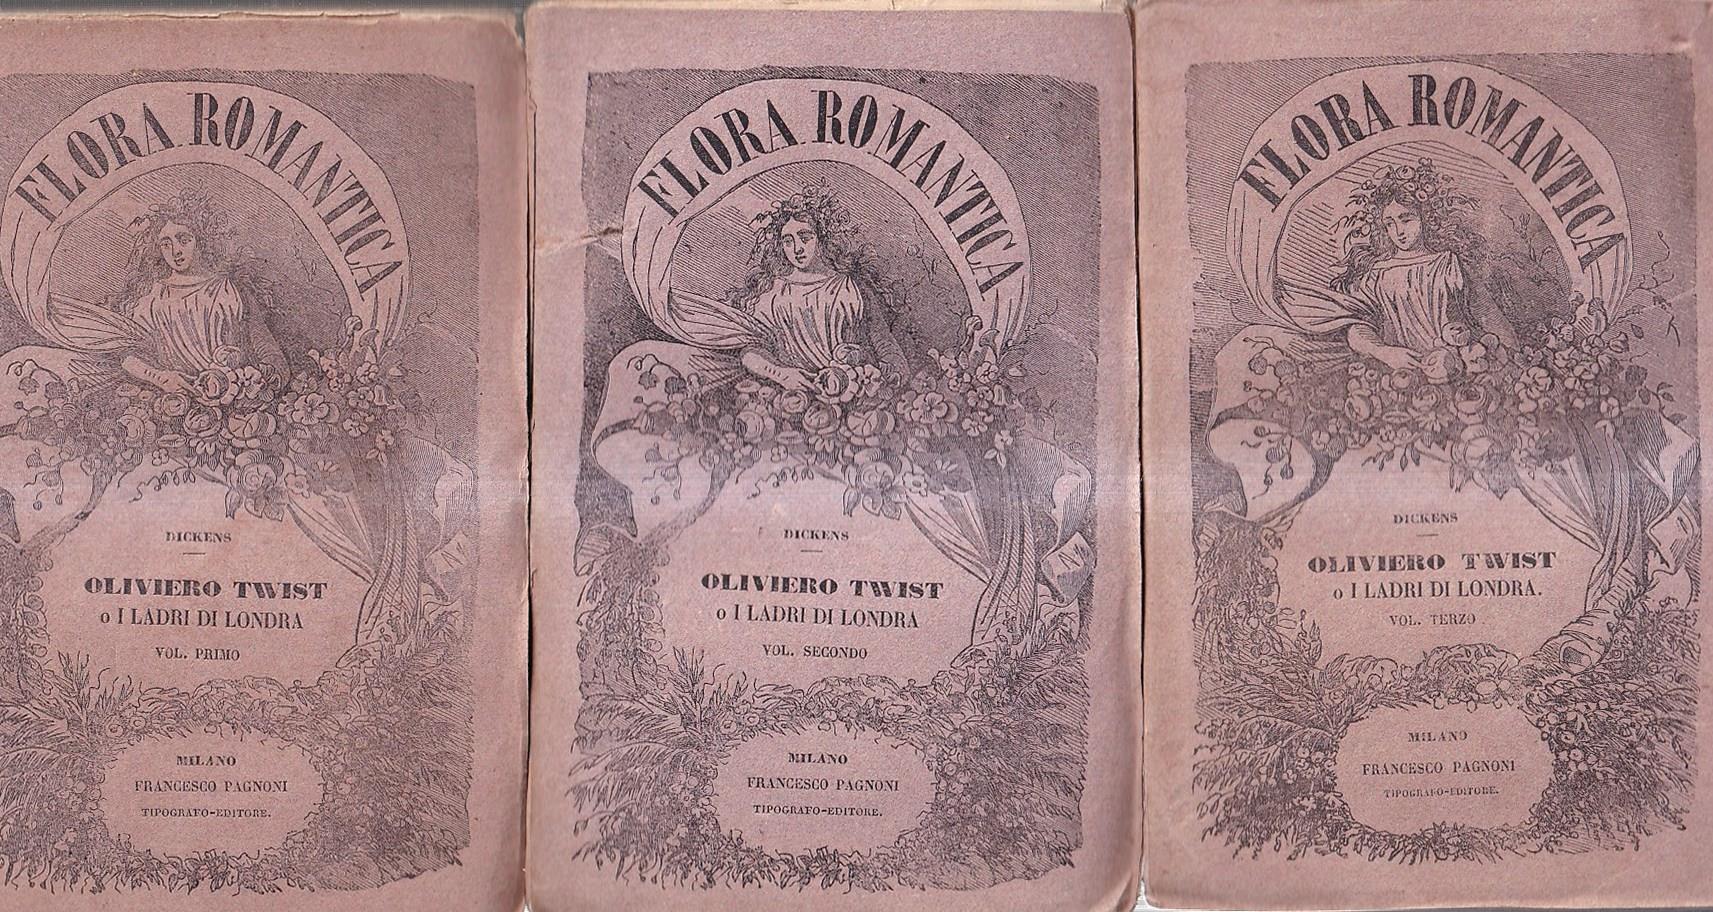 FLORA ROMANTICA
DICKENS
OLIVIERO TWIST
o I LADRI DI LONDRA
VOL. PRIMO
MILANO
FRANCESCO PAGNONI
TIPOGRAFO-EDITORE.
FLORA ROMANTICA
DICKENS
OLIVIERO TWIST
o I LADRI DI LONDRA
VOL. SECONDO
MILANO
FRANCESCO PAGNONI
TIPOGRAFO-EDITORE.
FLORA ROMANTICA
DICKENS
OLIVIERO TWIST
o I LADRI DI LONDRA.
VOL. TERZO
MILANO
FRANCESCO PAGNONI
TIPOGRAFO-EDITORE.